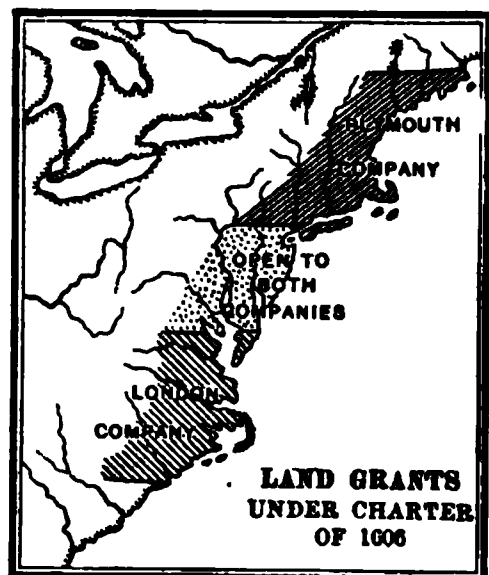 PLYMOUTH
COMPANY
OPEN TO
BOTH
COMPANIES
LONDON
COMPANY
LAND GRANTS
UNDER CHARTER
OF 1606